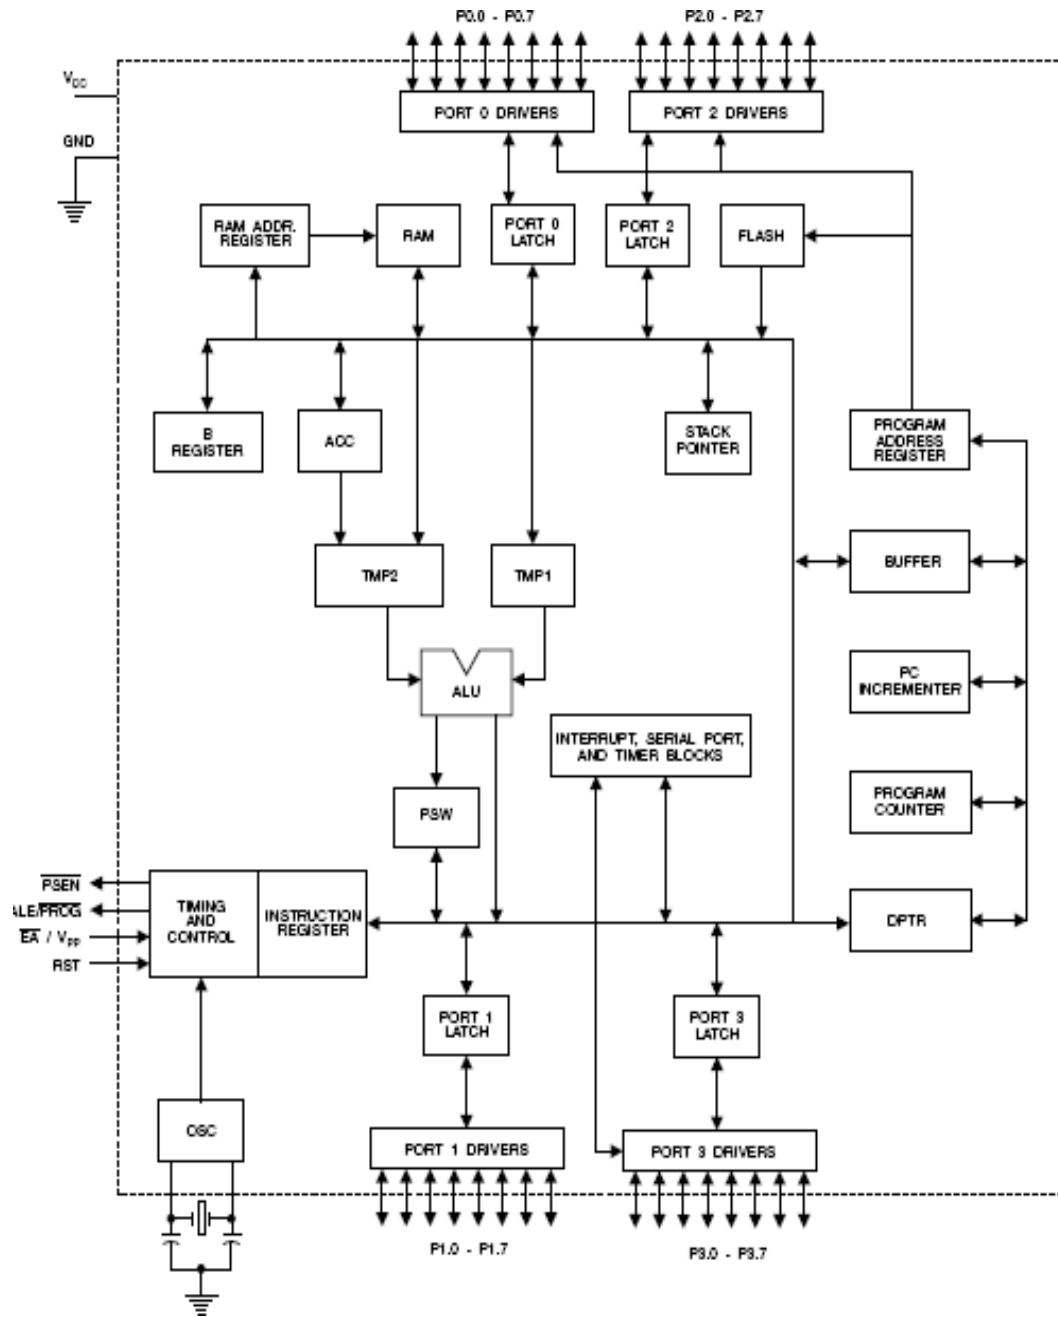 P0.0 - P0.7
P2.0 - P2.7
VCC
GND
PORT 0 DRIVERS
PORT 2 DRIVERS
RAM ADDR.
REGISTER
RAM
PORT 0
LATCH
PORT 2
LATCH
FLASH
B
REGISTER
ACC
STACK
POINTER
PROGRAM
ADDRESS
REGISTER
TMP2
TMP1
BUFFER
ALU
PC
INCREMENTER
INTERRUPT, SERIAL PORT,
AND TIMER BLOCKS
PSW
PROGRAM
COUNTER
PSEN
ALE/PROG
EA / VPP
RST
TIMING
AND
CONTROL
INSTRUCTION
REGISTER
DPTR
PORT 1
LATCH
PORT 3
LATCH
OSC
PORT 1 DRIVERS
PORT 3 DRIVERS
P1.0 - P1.7
P3.0 - P3.7